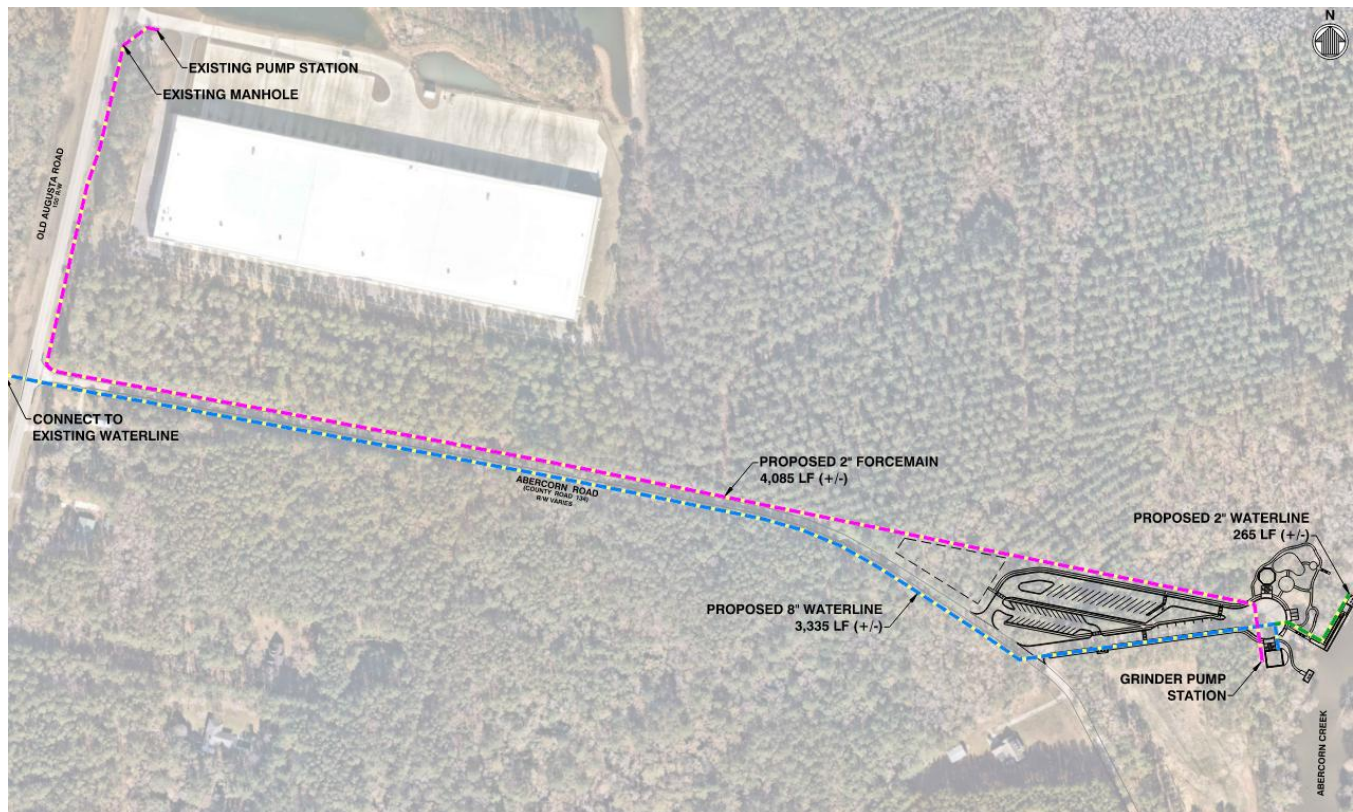 N
EXISTING PUMP STATION
EXISTING MANHOLE
OLD AUGUSTA ROAD
100' R/W
CONNECT TO
EXISTING WATERLINE
PROPOSED 2" FORCEMAIN
4,085 LF (+/-)
ABERCORN ROAD
(COUNTY ROAD 134)
R/W VARIES
PROPOSED 2" WATERLINE
265 LF (+/-)
PROPOSED 8" WATERLINE
3,335 LF (+/-)
GRINDER PUMP
STATION
ABERCORN CREEK